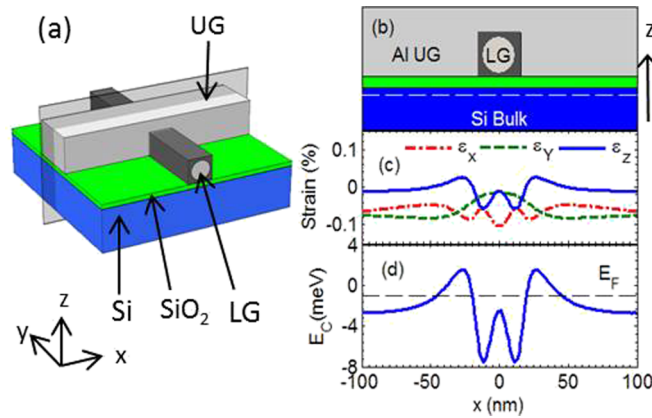 (a)
UG
Si
SiO₂
LG
z
y
x
(b)
LG
Al UG
Si Bulk
z
0.1
0
-0.1
Strain (%)
(c)
εX
εY
εZ
4
0
-4
-8
EC(meV)
(d)
EF
-100
-50
0
50
100
x (nm)